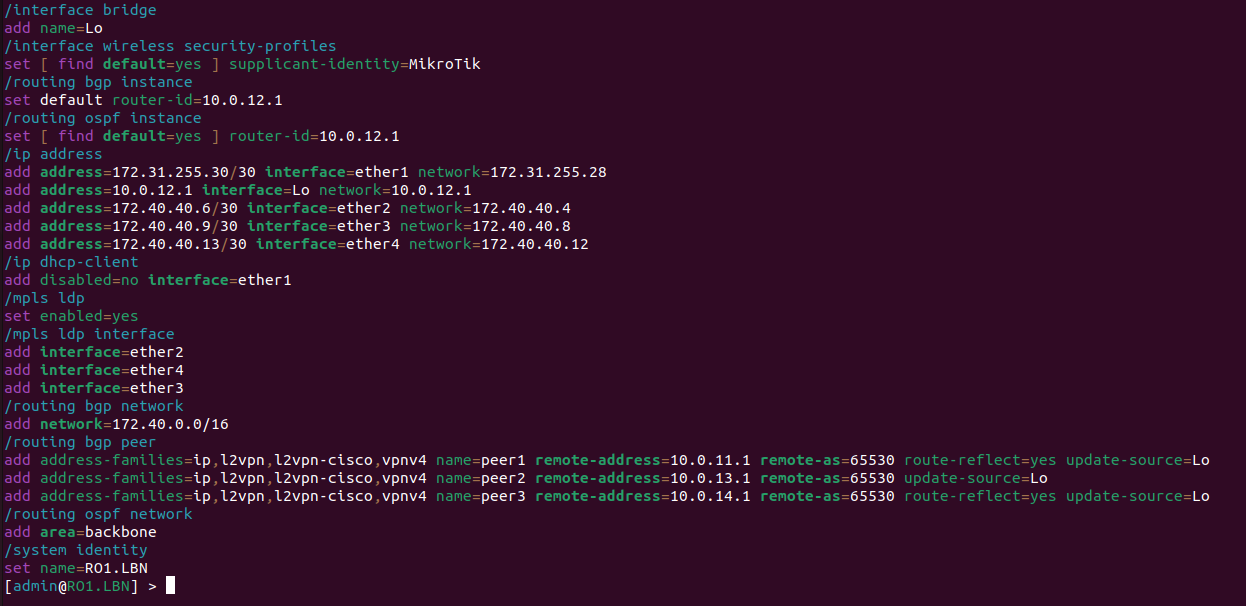 /interface bridge
add name=Lo
/interface wireless security-profiles
set [ find default=yes ] supplicant-identity=MikroTik
/routing bgp instance
set default router-id=10.0.12.1
/routing ospf instance
set [ find default=yes ] router-id=10.0.12.1
/ip address
add address=172.31.255.30/30 interface=ether1 network=172.31.255.28
add address=10.0.12.1 interface=Lo network=10.0.12.1
add address=172.40.40.6/30 interface=ether2 network=172.40.40.4
add address=172.40.40.9/30 interface=ether3 network=172.40.40.8
add address=172.40.40.13/30 interface=ether4 network=172.40.40.12
/ip dhcp-client
add disabled=no interface=ether1
/mpls ldp
set enabled=yes
/mpls ldp interface
add interface=ether2
add interface=ether4
add interface=ether3
/routing bgp network
add network=172.40.0.0/16
/routing bgp peer
add address-families=ip,l2vpn,l2vpn-cisco,vpnv4 name=peer1 remote-address=10.0.11.1 remote-as=65530 route-reflect=yes update-source=Lo
add address-families=ip,l2vpn,l2vpn-cisco,vpnv4 name=peer2 remote-address=10.0.13.1 remote-as=65530 update-source=Lo
add address-families=ip,l2vpn,l2vpn-cisco,vpnv4 name=peer3 remote-address=10.0.14.1 remote-as=65530 route-reflect=yes update-source=Lo
/routing ospf network
add area=backbone
/system identity
set name=RO1.LBN
[admin@RO1.LBN] >